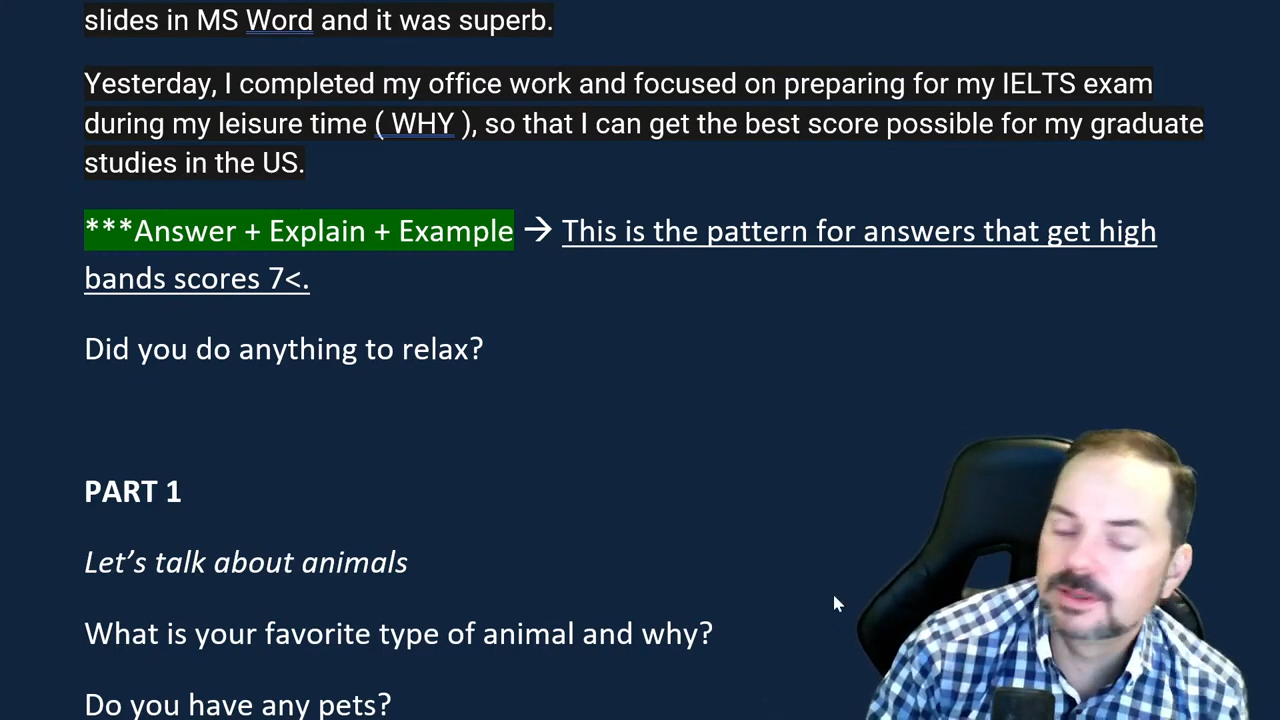 slides in MS Word and it was superb.
Yesterday, I completed my office work and focused on preparing for my IELTS exam
during my leisure time ( WHY ), so that I can get the best score possible for my graduate
studies in the US.
***Answer + Explain + Example → This is the pattern for answers that get high
bands scores 7<.
Did you do anything to relax?
PART 1
Let’s talk about animals
What is your favorite type of animal and why?
Do you have any pets?